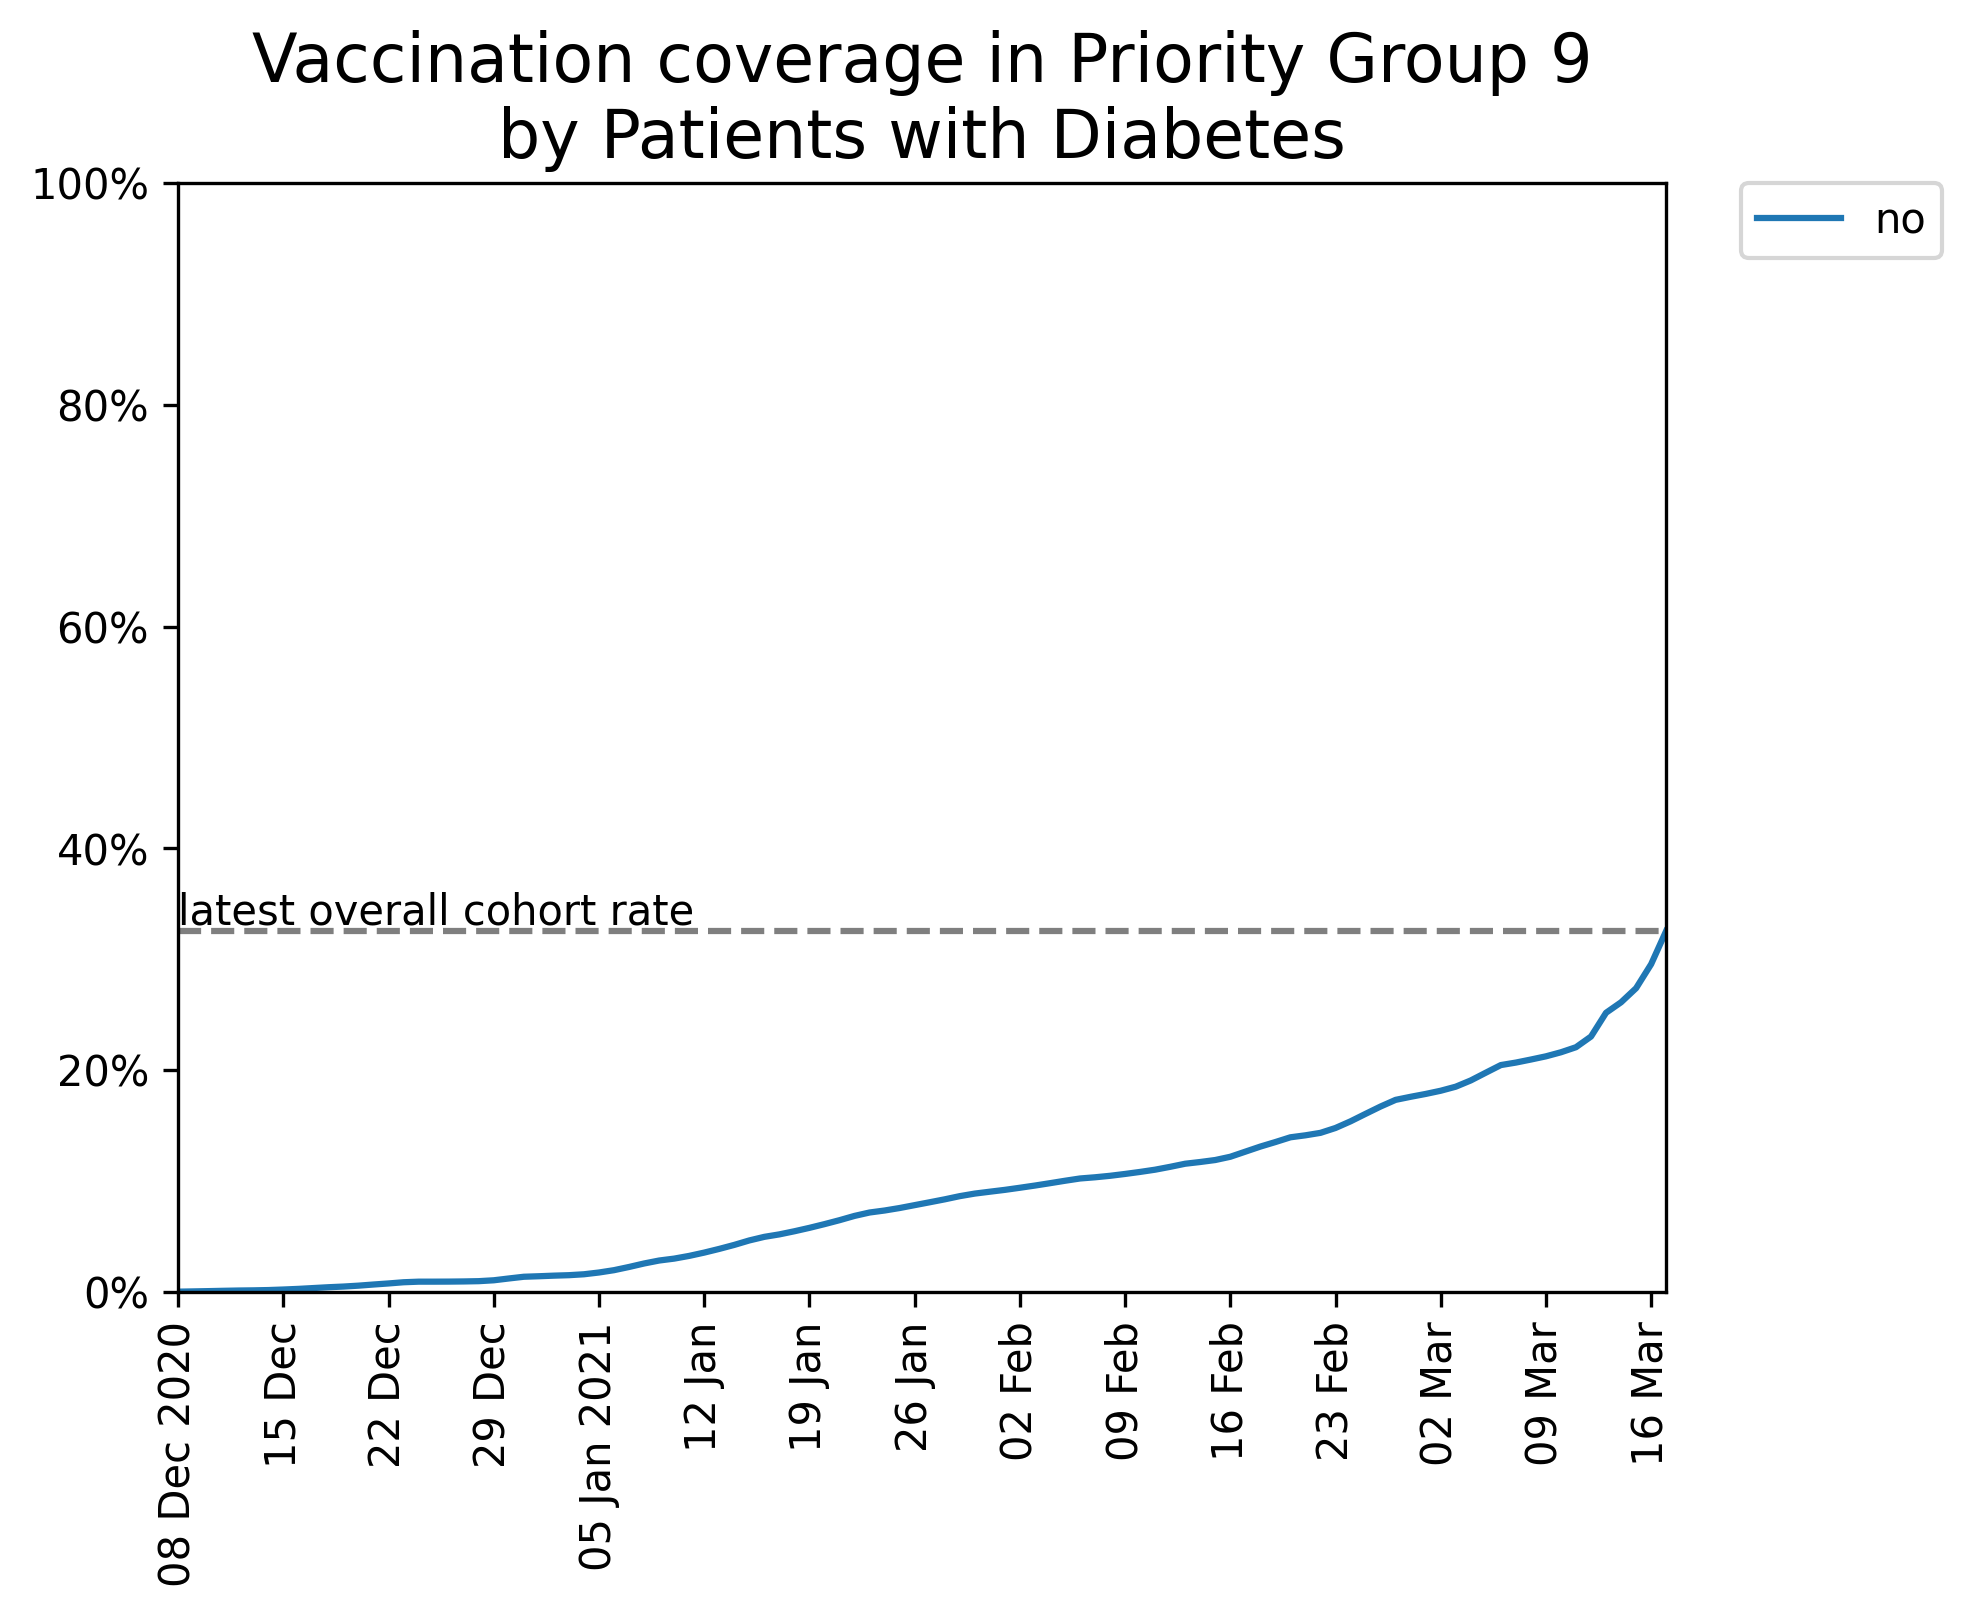 Vaccination coverage in Priority Group 9
by Patients with Diabetes
100%
80%
60%
40%
20%
0%
latest overall cohort rate
no
08 Dec 2020
15 Dec
22 Dec
29 Dec
05 Jan 2021
12 Jan
19 Jan
26 Jan
02 Feb
09 Feb
16 Feb
23 Feb
02 Mar
09 Mar
16 Mar